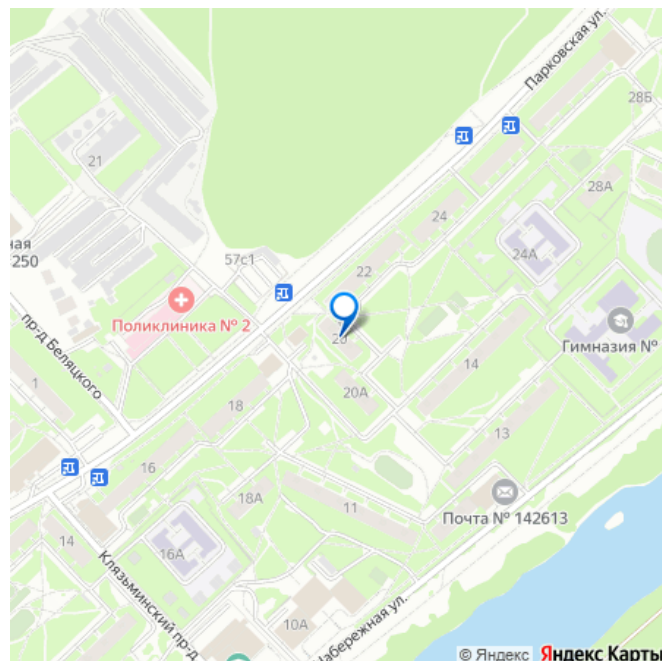 Парковская ул.
28Б
21
28А
24
24А
ная
250
57с1
22
Поликлиника № 2
20
Гимназия №
пр-д Беляцкого
14
1
20А
18
13
16
18А
11
Почта № 142613
14
16А
Клязьминский пр-д
10А
Набережная ул.
© Яндекс Яндекс Карты